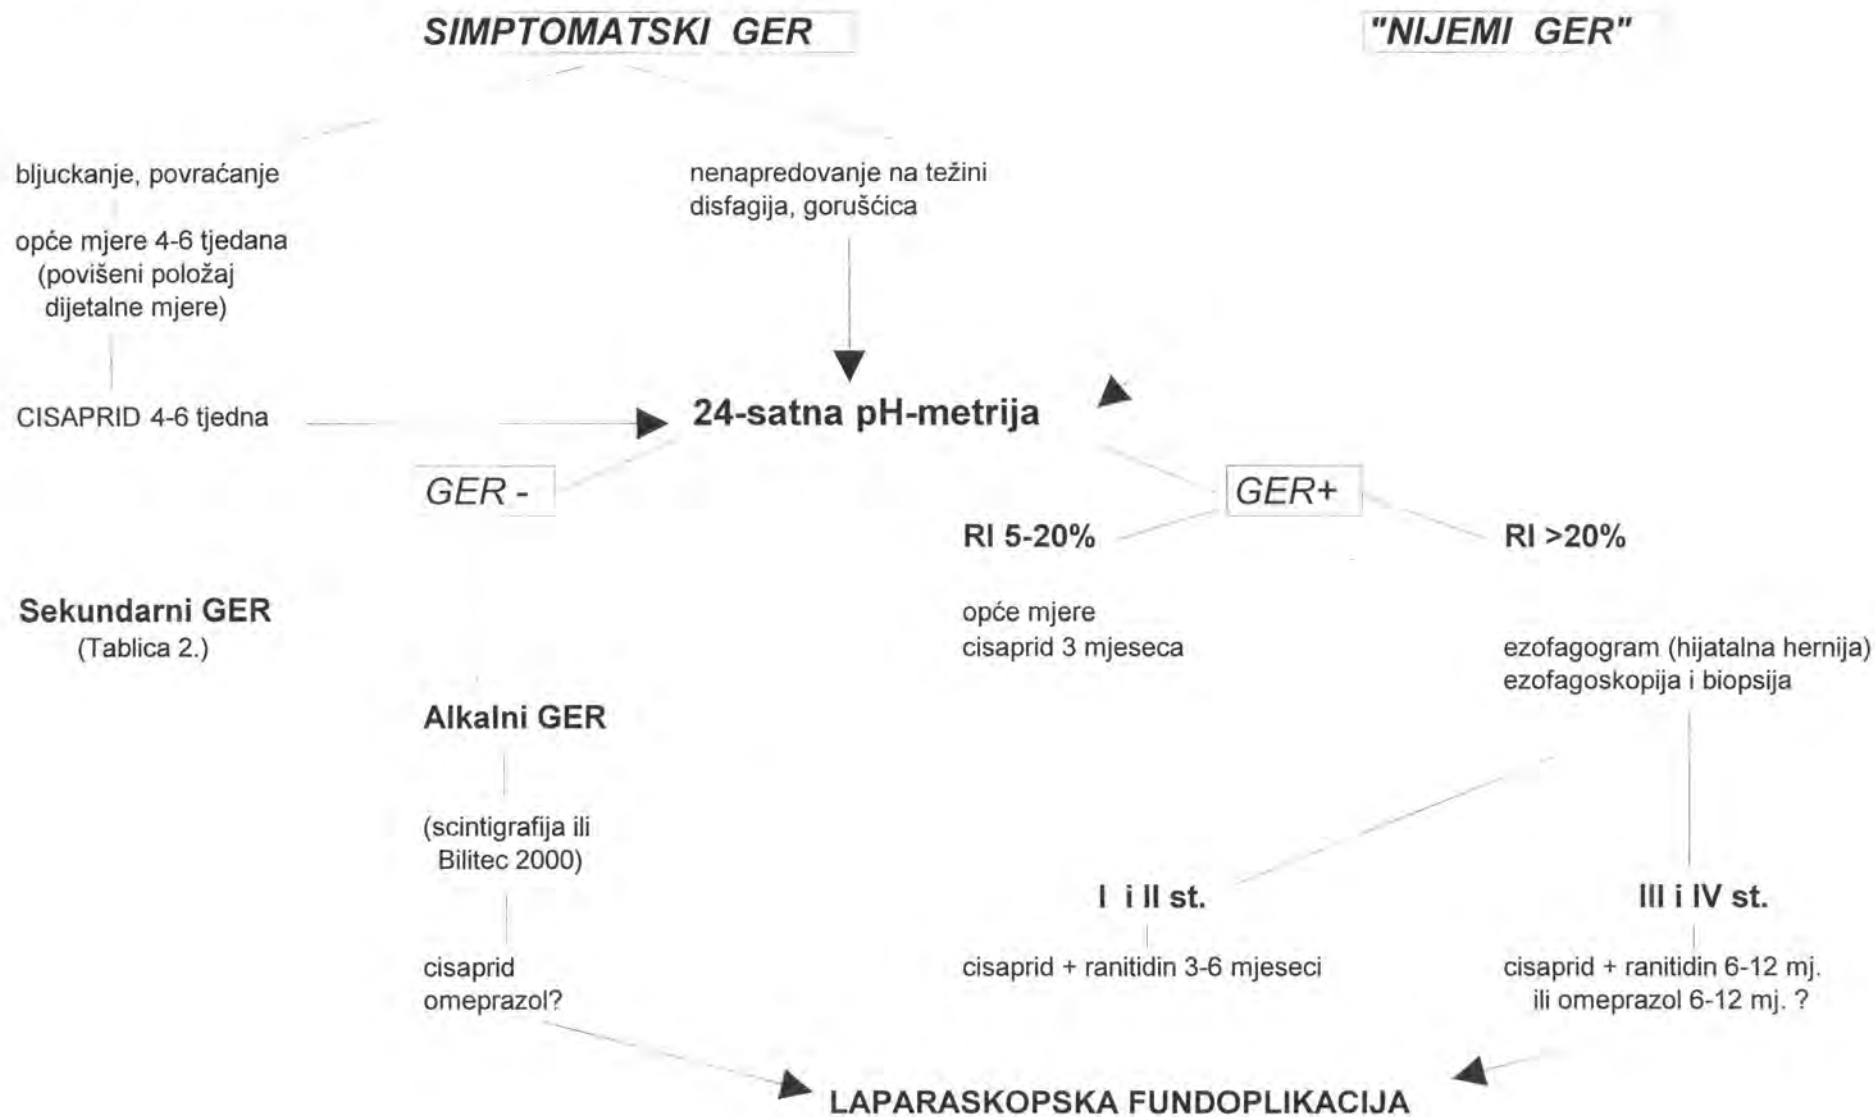 SIMPTOMATSKI GER
"NIJEMI GER"
bljuckanje, povraćanje
nenapredovanje na težini
disfagija, gorušćica
opće mjere 4-6 tjedana
(povišeni položaj
dijetalne mjere)
CISAPRID 4-6 tjedna
24-satna pH-metrija
GER -
GER+
RI 5-20%
RI >20%
Sekundarni GER
(Tablica 2.)
opće mjere
cisaprid 3 mjeseca
ezofagogram (hijatalna hernija)
ezofagoskopija i biopsija
Alkalni GER
(scintigrafija ili
Bilitec 2000)
I i II st.
III i IV st.
cisaprid
omeprazol?
cisaprid + ranitidin 3-6 mjeseci
cisaprid + ranitidin 6-12 mj.
ili omeprazol 6-12 mj. ?
LAPARASKOPSKA FUNDOPLIKACIJA